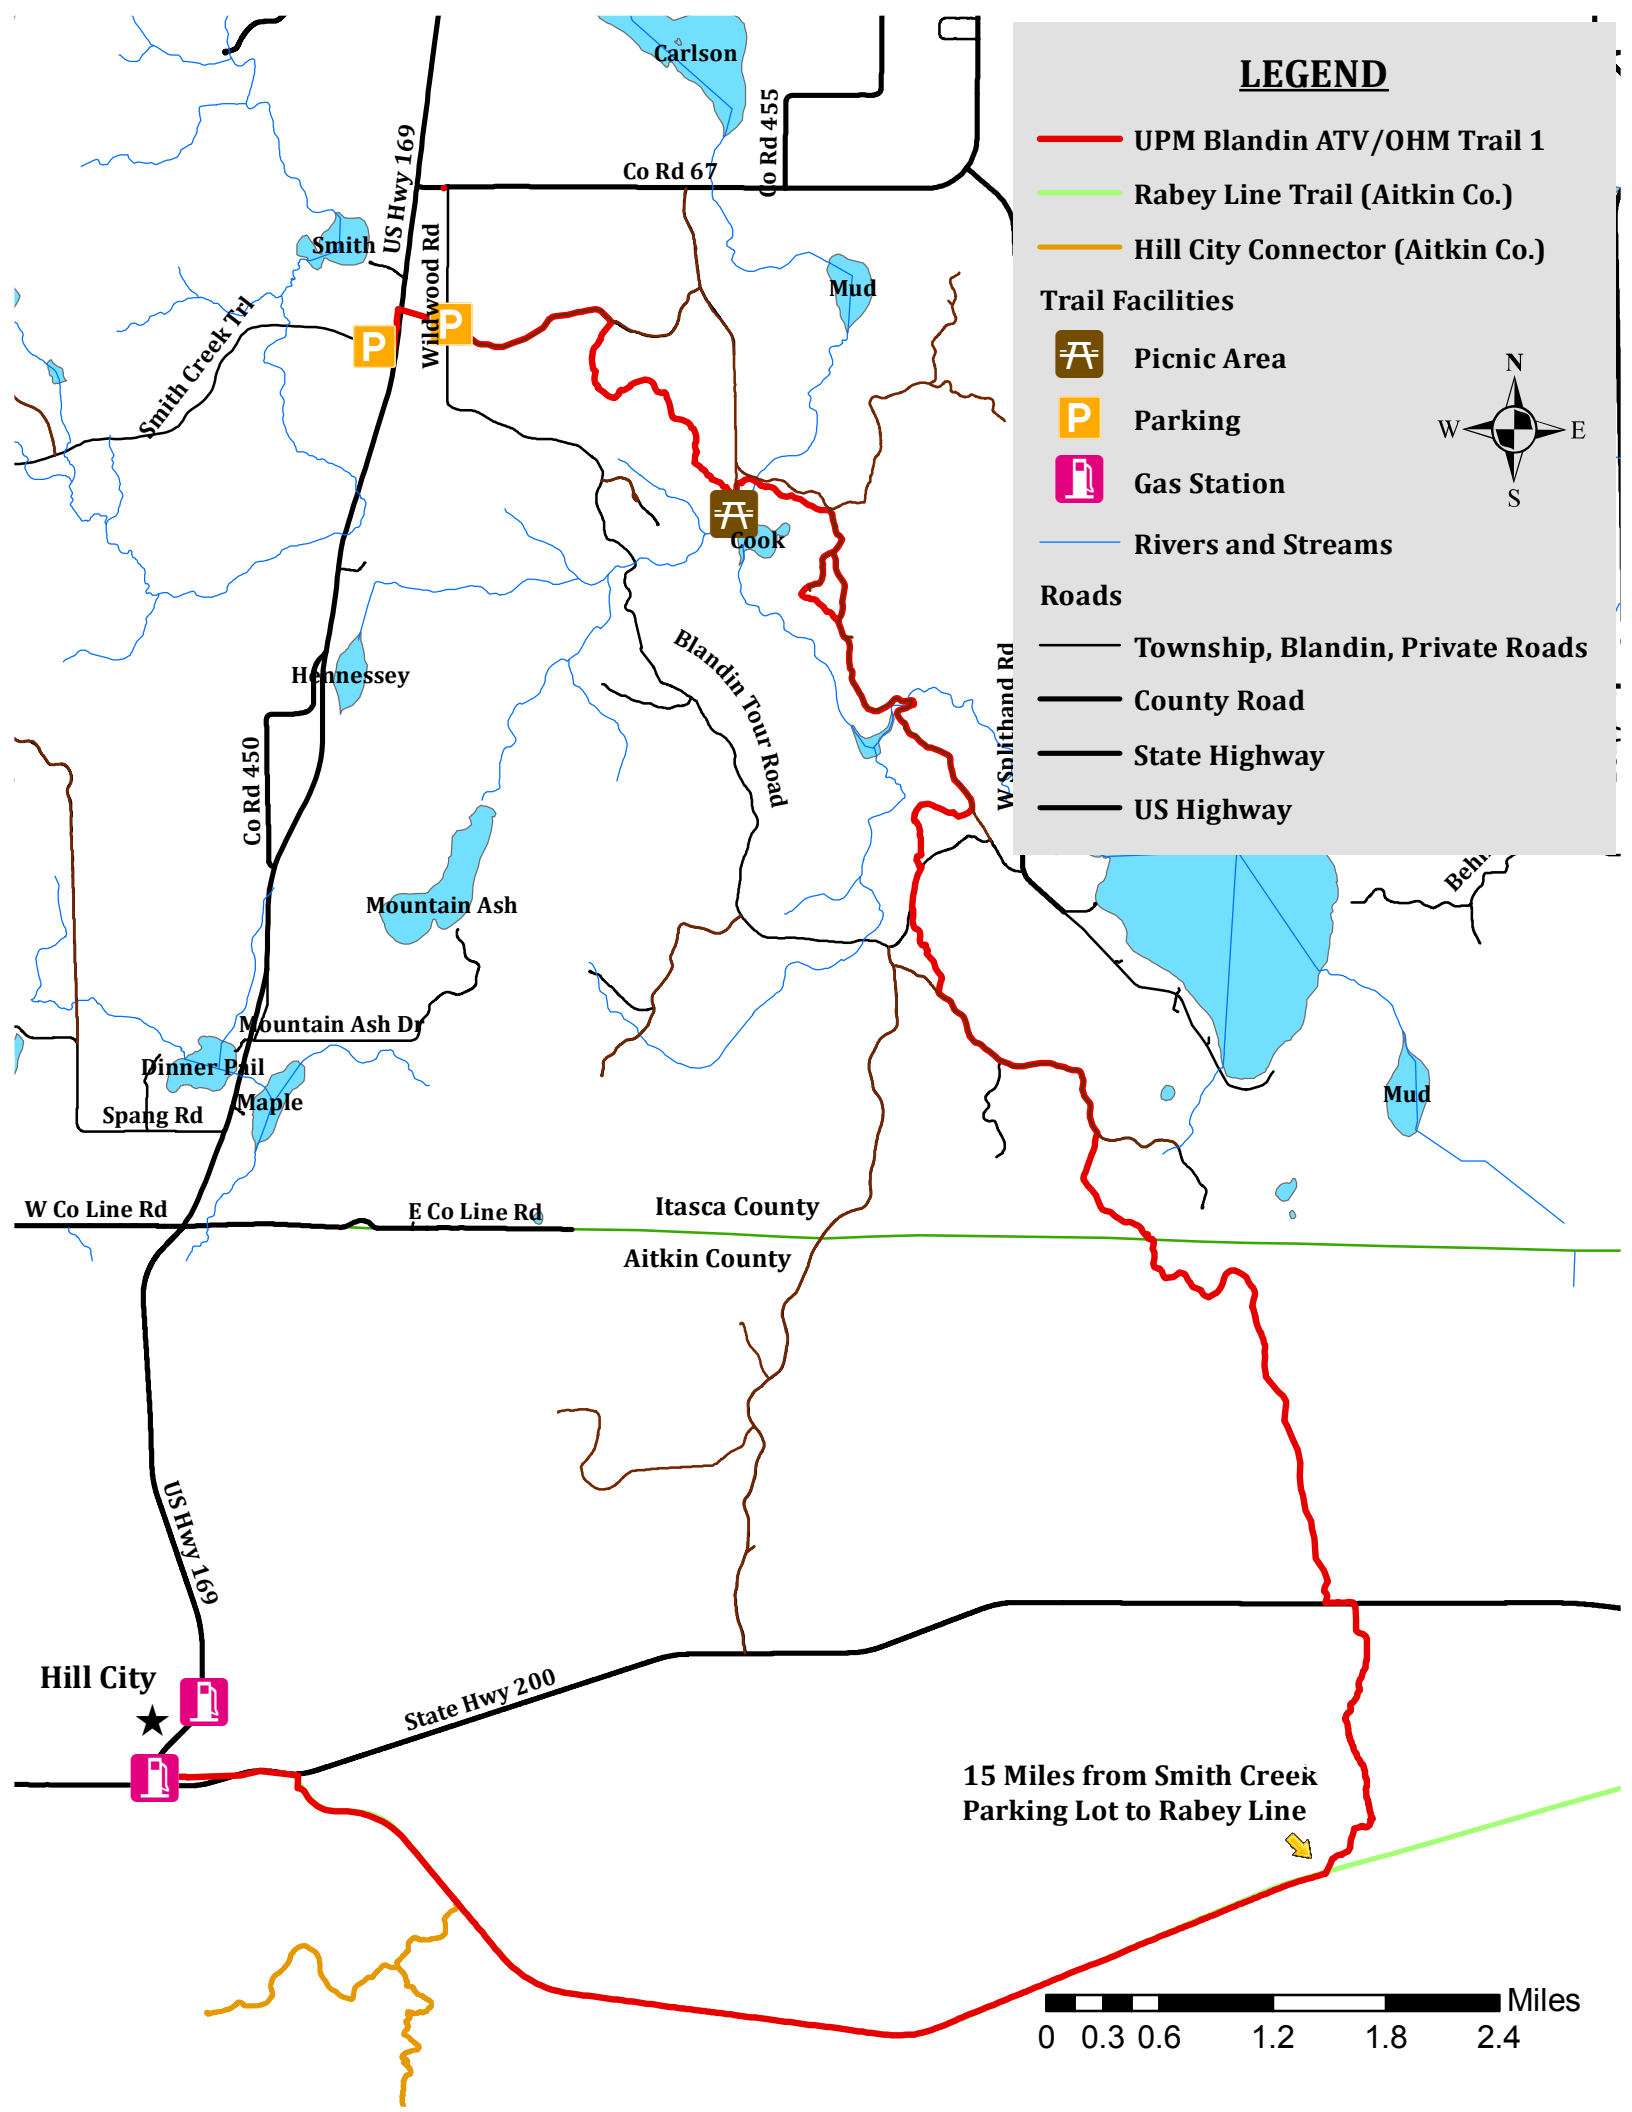 Carlson
LEGEND
UPM Blandin ATV/OHM Trail 1
Rabey Line Trail (Aitkin Co.)
Hill City Connector (Aitkin Co.)
Trail Facilities
Picnic Area
P Parking
Gas Station
Rivers and Streams
Roads
Township, Blandin, Private Roads
County Road
State Highway
US Highway
N
W E
S
Co Rd 455
US Hwy 169
Co Rd 67
Smith
Wildwood Rd
Mud
P
P
Smith Creek Trl
Cook
Blandin Tour Road
W Splithand Rd
Hennessey
Co Rd 450
Mountain Ash
Mountain Ash Dr
Dinner Pail
Maple
Spang Rd
Mud
W Co Line Rd
E Co Line Rd
Itasca County
Aitkin County
US Hwy 169
Hill City
State Hwy 200
15 Miles from Smith Creek
Parking Lot to Rabey Line
Miles
0 0.3 0.6 1.2 1.8 2.4